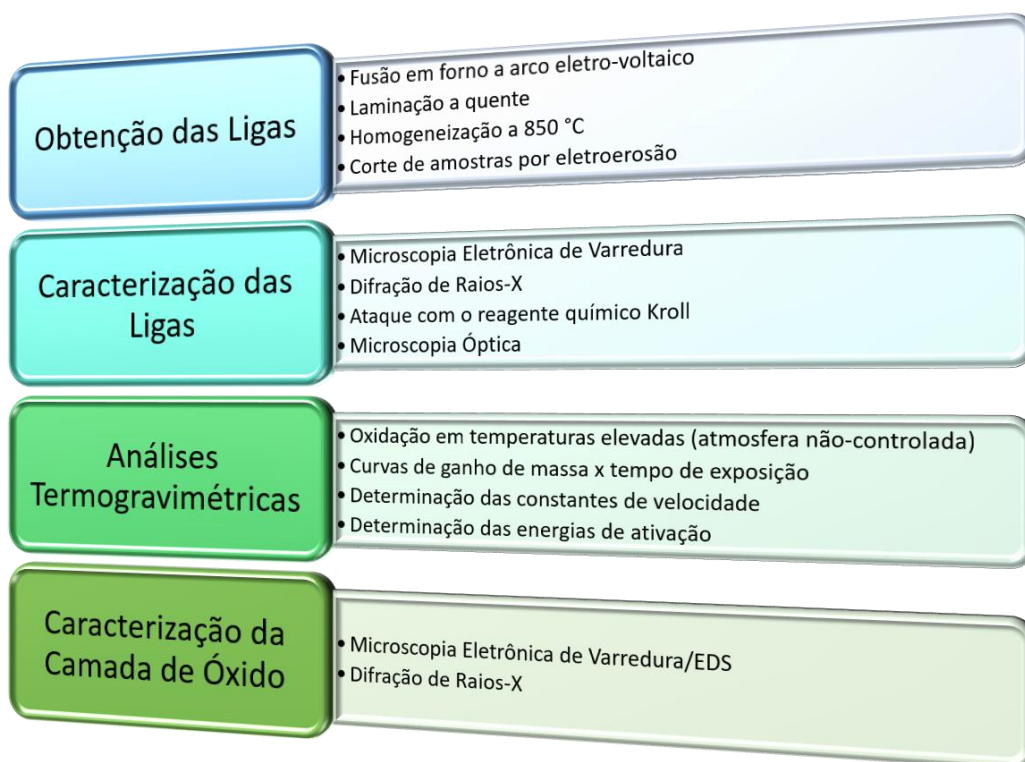 Obtenção das Ligas
• Fusão em forno a arco eletro-voltaico
• Laminação a quente
• Homogeneização a 850 °C
• Corte de amostras por eletroerosão
Caracterização das
Ligas
• Microscopia Eletrônica de Varredura
• Difração de Raios-X
• Ataque com o reagente químico Kroll
• Microscopia Óptica
Análises
Termogravimétricas
• Oxidação em temperaturas elevadas (atmosfera não-controlada)
• Curvas de ganho de massa x tempo de exposição
• Determinação das constantes de velocidade
• Determinação das energias de ativação
Caracterização da
Camada de Óxido
• Microscopia Eletrônica de Varredura/EDS
• Difração de Raios-X